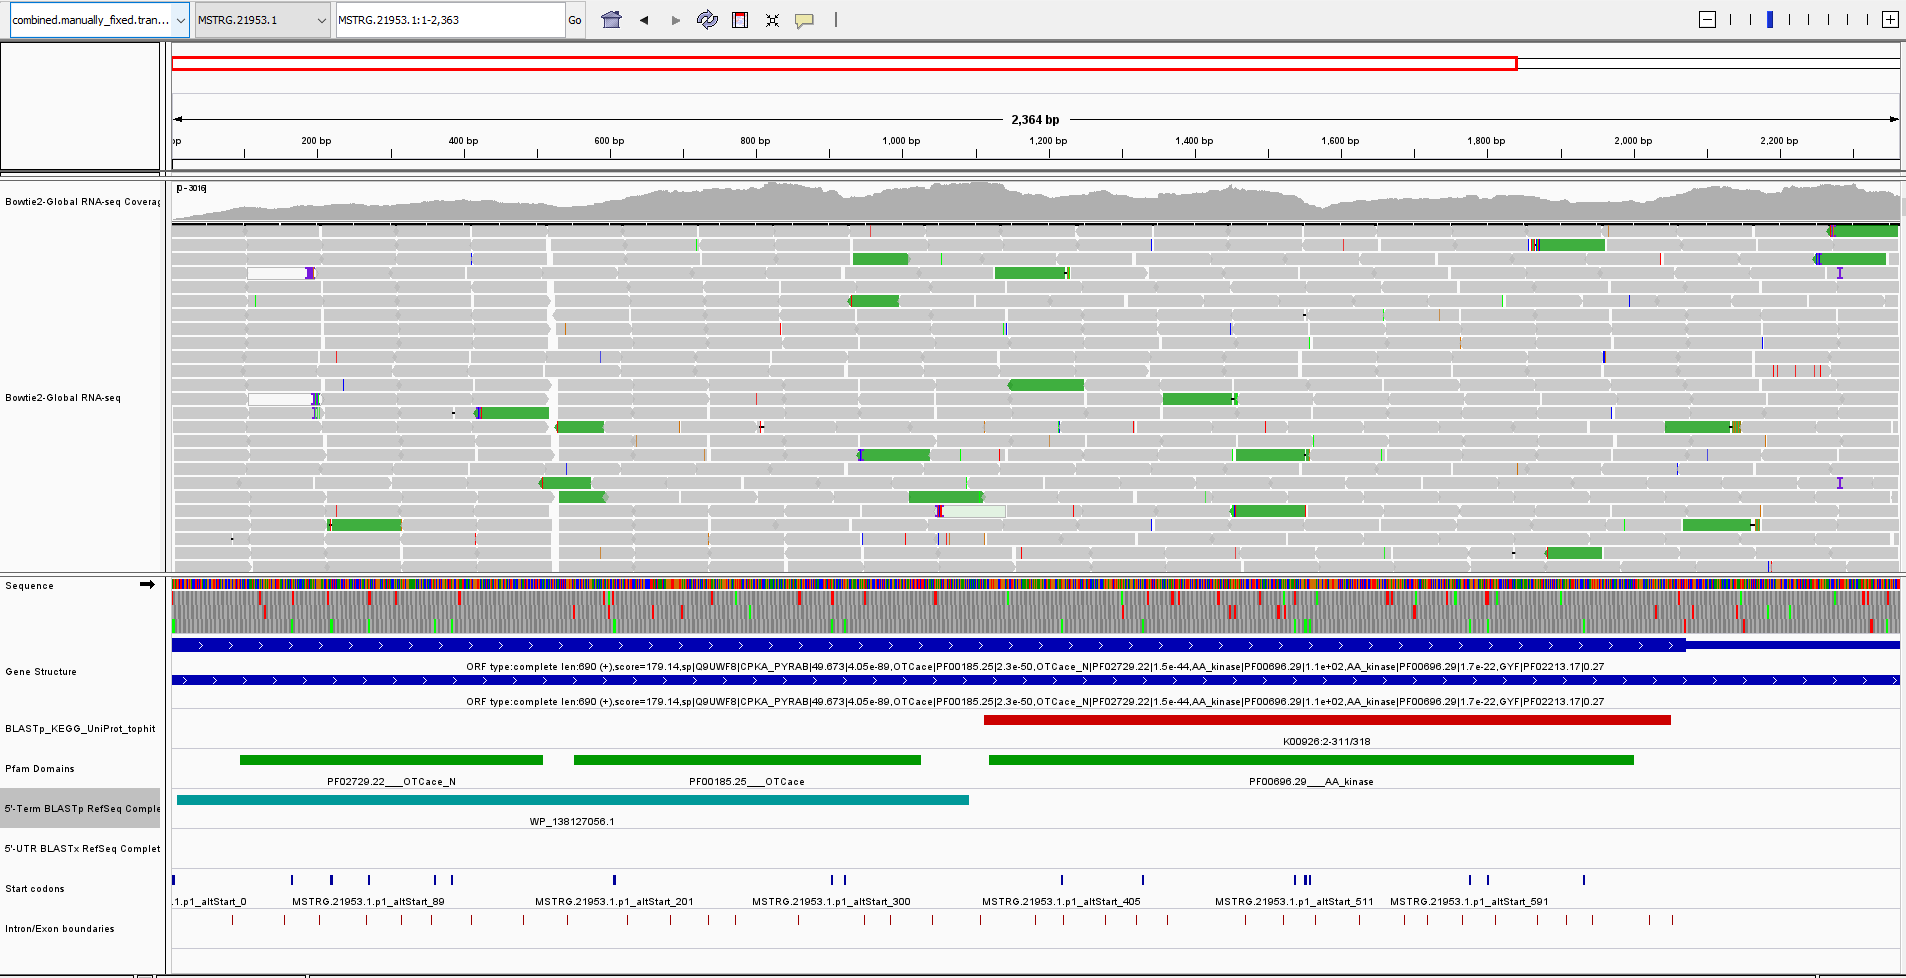 combined.manually_fixed.tran... MSTRG.21953.1 MSTRG.21953.1:1-2,363 Go
2,364 bp
200 bp 400 bp 600 bp 800 bp 1,000 bp 1,200 bp 1,400 bp 1,600 bp 1,800 bp 2,000 bp 2,200 bp
[0 - 3016]
Bowtie2-Global RNA-seq Coverag
Bowtie2-Global RNA-seq
Sequence
ORF type:complete len:690 (+),score=179.14,sp|Q9UWF8|CPKA_PYRAB|49.673|4.05e-89,OTCace|PF00185.25|2.3e-50,OTCace_N|PF02729.22|1.5e-44,AA_kinase|PF00696.29|1.1e+02,AA_kinase|PF00696.29|1.7e-22,GYF|PF02213.17|0.27
Gene Structure
ORF type:complete len:690 (+),score=179.14,sp|Q9UWF8|CPKA_PYRAB|49.673|4.05e-89,OTCace|PF00185.25|2.3e-50,OTCace_N|PF02729.22|1.5e-44,AA_kinase|PF00696.29|1.1e+02,AA_kinase|PF00696.29|1.7e-22,GYF|PF02213.17|0.27
BLASTp_KEGG_UniProt_tophit
K00926:2-311/318
Pfam Domains
PF02729.22___OTCace_N PF00185.25___OTCace PF00696.29___AA_kinase
5'-Term BLASTp RefSeq Comple
WP_138127056.1
5'-UTR BLASTx RefSeq Complet
Start codons
.1.p1_altStart_0 MSTRG.21953.1.p1_altStart_89 MSTRG.21953.1.p1_altStart_201 MSTRG.21953.1.p1_altStart_300 MSTRG.21953.1.p1_altStart_405 MSTRG.21953.1.p1_altStart_511 MSTRG.21953.1.p1_altStart_591
Intron/Exon boundaries